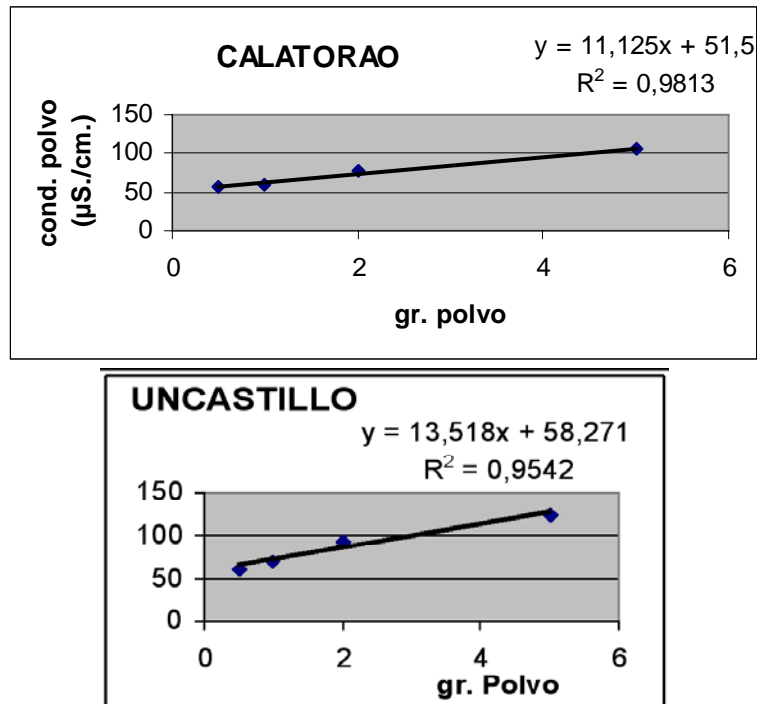 CALATORAO
y = 11,125x + 51,5
R² = 0,9813
cond. polvo
(µS./cm.)
150
100
50
0
0 2 4 6
gr. polvo
UNCASTILLO
y = 13,518x + 58,271
R² = 0,9542
150
100
50
0
0 2 4 6
gr. Polvo